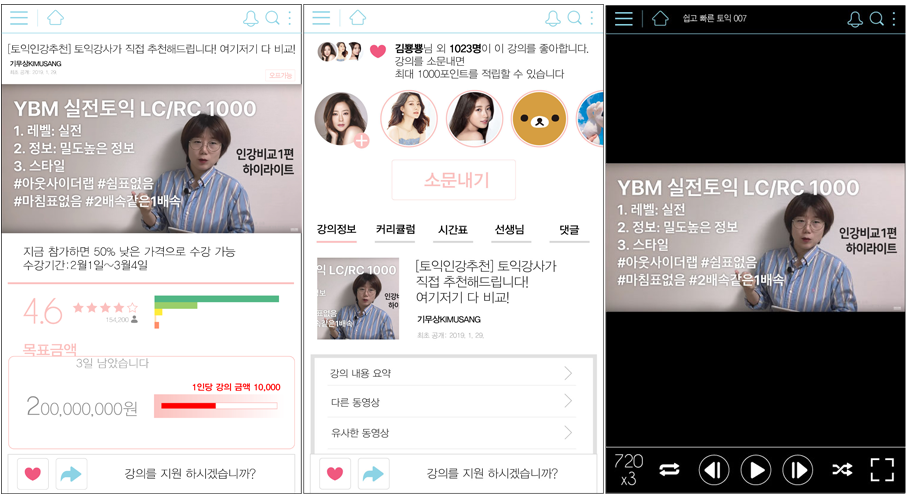 [토익인강추천] 토익강사가 직접 추천해드립니다! 여기저기 다 비교!
기무상KIMUSANG
최초 공개: 2019. 1. 29.
YBM 실전토익 LC/RC 1000
1. 레벨: 실전
2. 정보: 밀도높은 정보
3. 스타일
#아웃사이더랩 #쉼표없음
#마침표없음 #2배속같은1배속
인강비교1편
하이라이트
지금 참가하면 50% 낮은 가격으로 수강 가능
수강기간:2월1일~3월4일
4.6
154,290
목표금액
3일 남았습니다
200,000,000원
1인당 강의 금액 10,000
강의를 지원 하시겠습니까?
김뿅뿅님 외 1023명이 이 강의를 좋아합니다.
강의를 소문내면
최대 1000포인트를 적립할 수 있습니다
소문내기
강의정보 커리큘럼 시간표 선생님 댓글
실전토익 LC/RC 1
인강비
하이
[토익인강추천] 토익강사가
직접 추천해드립니다!
여기저기 다 비교!
기무상KIMUSANG
최초 공개: 2019. 1. 29.
강의 내용 요약
다른 동영상
유사한 동영상
강의를 지원 하시겠습니까?
쉽고 빠른 토익 007
YBM 실전토익 LC/RC 1000
1. 레벨: 실전
2. 정보: 밀도높은 정보
3. 스타일
#아웃사이더랩 #쉼표없음
#마침표없음 #2배속같은1배속
인강비교1편
하이라이트
720
x3